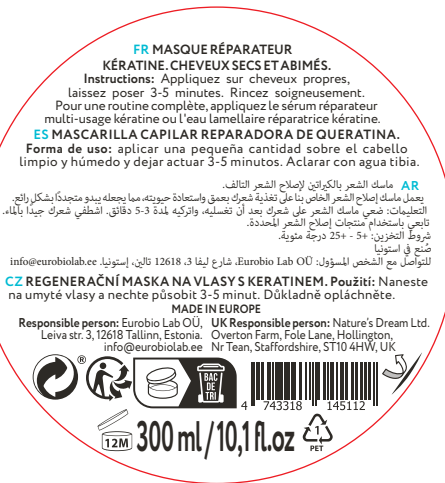 FR MASQUE RÉPARATEUR
KÉRATINE. CHEVEUX SECS ET ABIMÉS.
Instructions: Appliquez sur cheveux propres,
laissez poser 3-5 minutes. Rincez soigneusement.
Pour une routine complète, appliquez le sérum réparateur
multi-usage kératine ou l'eau lamellaire réparatrice kératine.
ES MASCARILLA CAPILAR REPARADORA DE QUERATINA.
Forma de uso: aplicar una pequeña cantidad sobre el cabello
limpio y húmedo y dejar actuar 3-5 minutos. Aclarar con agua tibia.
AR ماسك الشعر بالكيراتين لإصلاح الشعر التالف.
يعمل ماسك إصلاح الشعر الخاص بنا على تغذية شعرك بعمق واستعادة حيويته، مما يجعله يبدو متجددًا بشكل رائع.
التعليمات: ضعي ماسك الشعر على شعرك بعد أن تغسليه، واتركيه لمدة 3-5 دقائق. اشطفي شعرك جيدًا بالماء.
تابعي باستخدام منتجات إصلاح الشعر المحددة.
شروط التخزين: +5 - +25 درجة مئوية.
صُنع في استونيا
للتواصل مع الشخص المسؤول: Eurobio Lab OÜ، شارع ليفا 3، 12618 تالين، إستونيا. info@eurobiolab.ee
CZ REGENERAČNÍ MASKA NA VLASY S KERATINEM. Použití: Naneste
na umyté vlasy a nechte působit 3-5 minut. Důkladně opláchněte.
MADE IN EUROPE
Responsible person: Eurobio Lab OÜ,
Leiva str. 3, 12618 Tallinn, Estonia.
info@eurobiolab.ee
UK Responsible person: Nature's Dream Ltd.
Overton Farm, Fole Lane, Hollington,
Nr Tean, Staffordshire, ST10 4HW, UK
®
BAC
DE
TRI
4 743318 145112
12M 300 ml / 10,1 fl.oz
1
PET